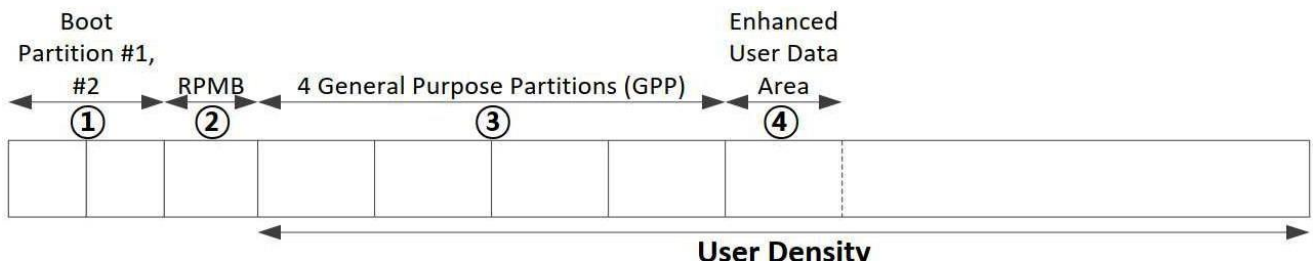 Boot
Partition #1,
#2
RPMB
4 General Purpose Partitions (GPP)
Enhanced
User Data
Area
①
②
③
④
User Density